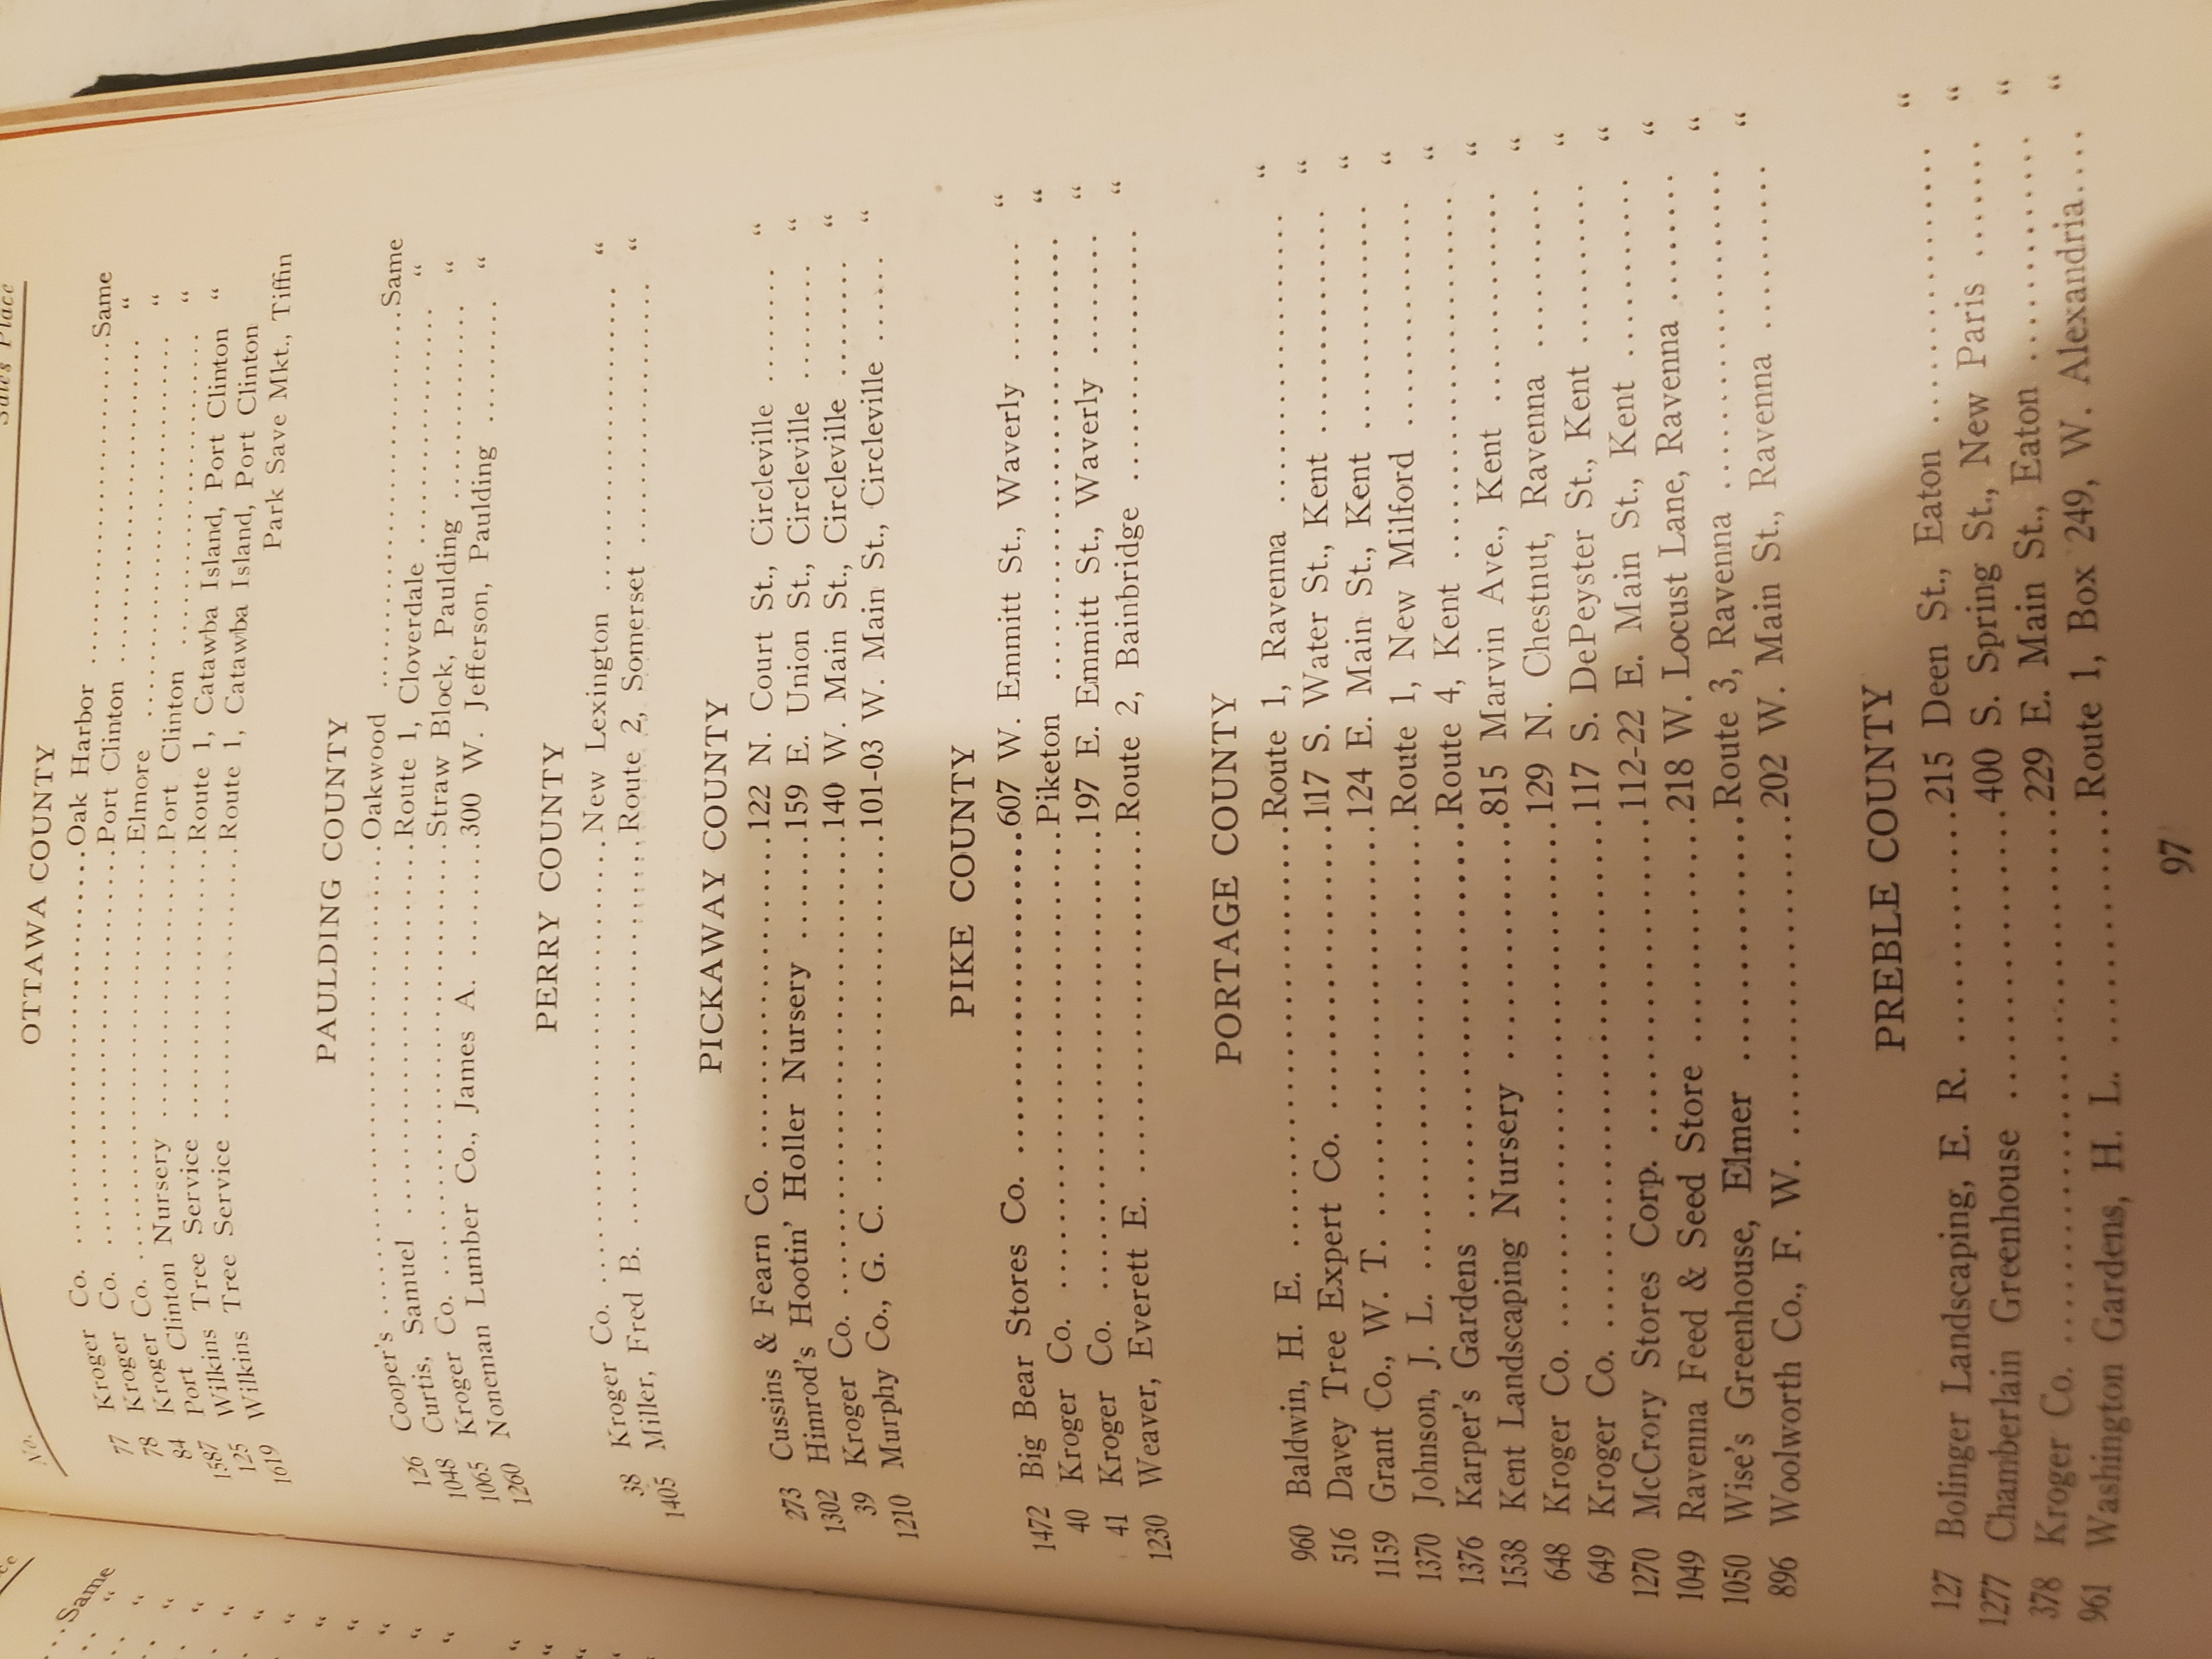 No. Sales Place
OTTAWA COUNTY
77 Kroger Co. ........Oak Harbor ........Same
78 Kroger Co. ........Port Clinton ........ “
84 Kroger Co. ........Elmore ........ “
1587 Port Clinton Nursery ........Port Clinton ........ “
125 Wilkins Tree Service ........Route 1, Catawba Island, Port Clinton “
1619 Wilkins Tree Service ........Route 1, Catawba Island, Port Clinton
Park Save Mkt., Tiffin
PAULDING COUNTY
126 Cooper's ........Oakwood ........Same
1048 Curtis, Samuel ........Route 1, Cloverdale ........ “
1065 Kroger Co. ........Straw Block, Paulding ........ “
1260 Noneman Lumber Co., James A. ........300 W. Jefferson, Paulding ........ “
PERRY COUNTY
38 Kroger Co. ........New Lexington ........ “
1405 Miller, Fred B. ........Route 2, Somerset ........ “
PICKAWAY COUNTY
273 Cussins & Fearn Co. ........122 N. Court St., Circleville ........ “
1302 Himrod's Hootin' Holler Nursery ........159 E. Union St., Circleville ........ “
39 Kroger Co. ........140 W. Main St., Circleville ........ “
1210 Murphy Co., G. C. ........101-03 W. Main St., Circleville ..... “
PIKE COUNTY
1472 Big Bear Stores Co. ........607 W. Emmitt St., Waverly ........ “
40 Kroger Co. ........Piketon ........ “
41 Kroger Co. ........197 E. Emmitt St., Waverly ........ “
1230 Weaver, Everett E. ........Route 2, Bainbridge ........ “
PORTAGE COUNTY
960 Baldwin, H. E. ........Route 1, Ravenna ........ “
516 Davey Tree Expert Co. ........117 S. Water St., Kent ........ “
1159 Grant Co., W. T. ........124 E. Main St., Kent ........ “
1370 Johnson, J. L. ........Route 1, New Milford ........ “
1376 Karper's Gardens ........Route 4, Kent ........ “
1538 Kent Landscaping Nursery ........815 Marvin Ave., Kent ........ “
648 Kroger Co. ........129 N. Chestnut, Ravenna ........ “
649 Kroger Co. ........117 S. DePeyster St., Kent ........ “
1270 McCrory Stores Corp. ........112-22 E. Main St., Kent ........ “
1049 Ravenna Feed & Seed Store ........218 W. Locust Lane, Ravenna ....... “
1050 Wise's Greenhouse, Elmer ........Route 3, Ravenna ........ “
896 Woolworth Co., F. W. ........202 W. Main St., Ravenna ........ “
PREBLE COUNTY
127 Bolinger Landscaping, E. R. ........215 Deen St., Eaton ........ “
1277 Chamberlain Greenhouse ........400 S. Spring St., New Paris ...... “
378 Kroger Co. ........229 E. Main St., Eaton ........ “
961 Washington Gardens, H. L. ........Route 1, Box 249, W. Alexandria.... “
97
Same